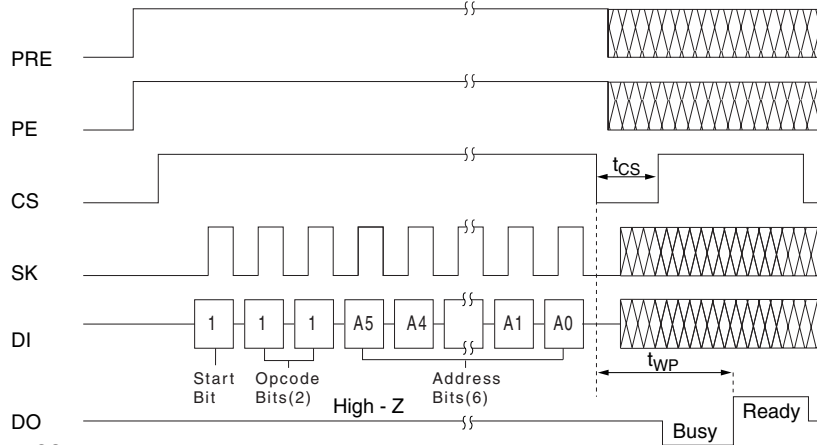 PRE
PE
CS
tCS
SK
DI
1 1 1 A5 A4 A1 A0
Start Bit
Opcode Bits(2)
Address Bits(6)
tWP
DO
High - Z
Busy
Ready